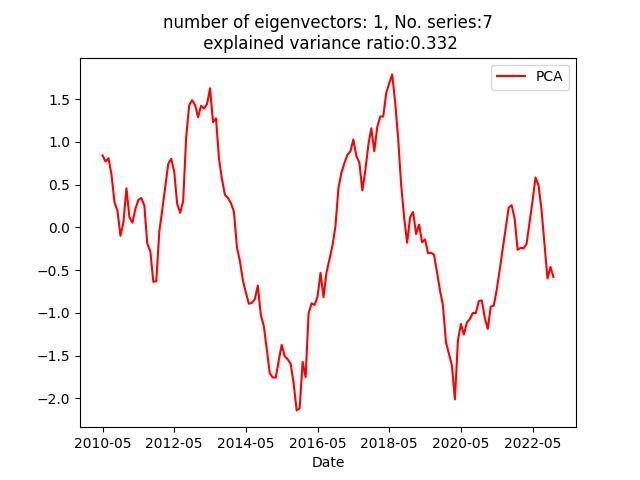 number of eigenvectors: 1, No. series:7
explained variance ratio:0.332
PCA
1.5
1.0
0.5
0.0
−0.5
−1.0
−1.5
−2.0
2010-05 2012-05 2014-05 2016-05 2018-05 2020-05 2022-05
Date